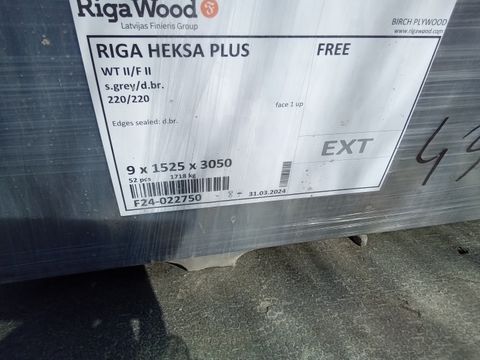 RigaWood
Latvijas Finieris Group
BIRCH PLYWOOD
www.rigawood.com
RIGA HEKSA PLUS FREE
WT II/F II
s.grey/d.br.
220/220
face 1 up
Edges sealed: d.br.
EXT
9 x 1525 x 3050
52 pcs 1718 kg
31.03.2024
F24-022750